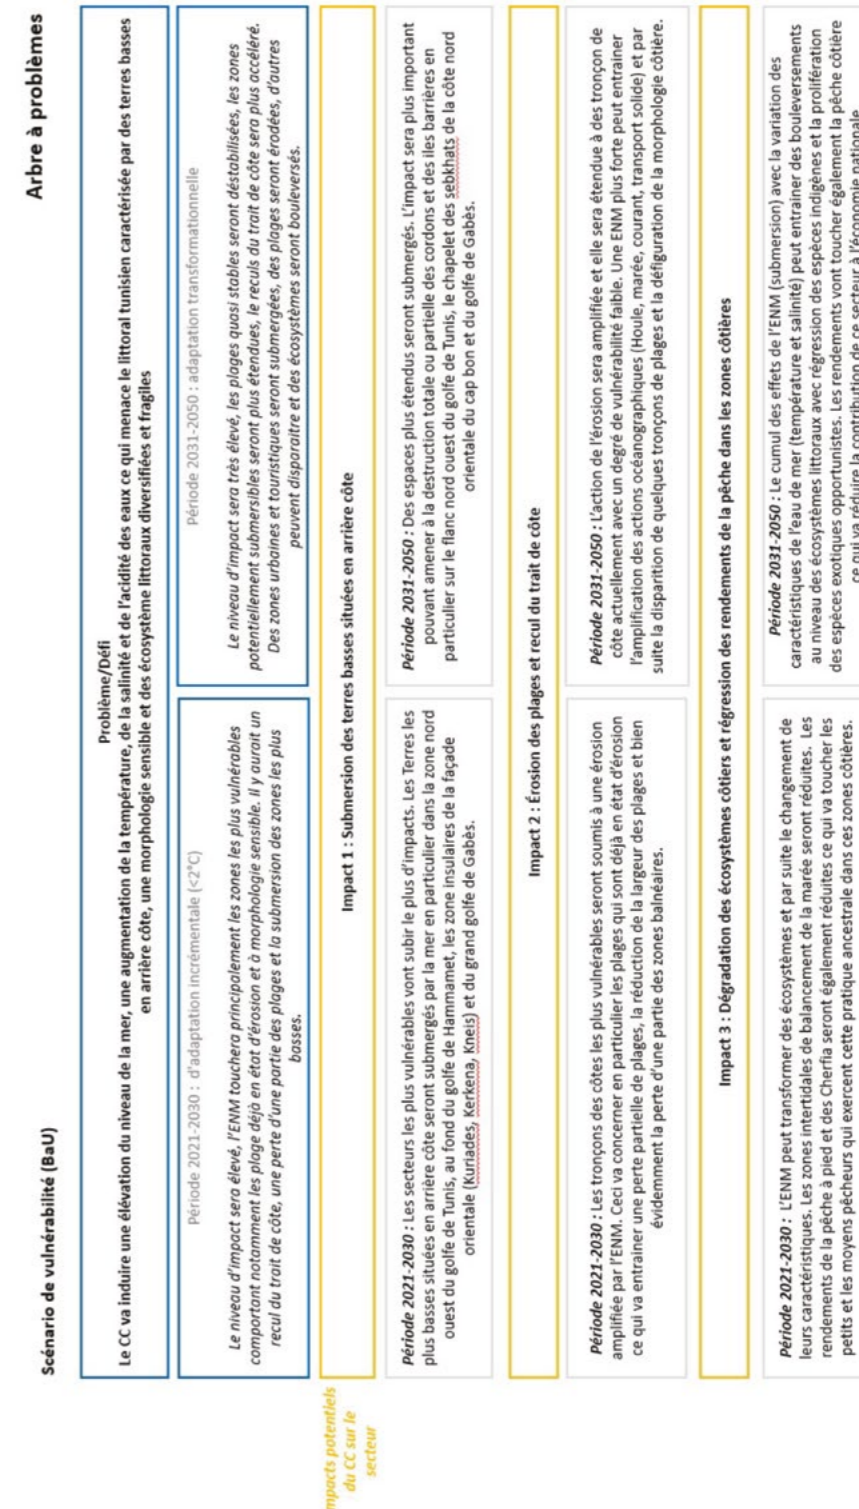 Scénario de vulnérabilité (BaU)
Arbre à problèmes
Problème/Défi
Le CC va induire une élévation du niveau de la mer, une augmentation de la température, de la salinité et de l'acidité des eaux ce qui menace le littoral tunisien caractérisée par des terres basses
en arrière côte, une morphologie sensible et des écosystème littoraux diversifiées et fragiles
Période 2021-2030 : d'adaptation incrémentale (<2°C)
Le niveau d'impact sera élevé, l'ENM touchera principalement les zones les plus vulnérables
comportant notamment les plage déjà en état d'érosion et à morphologie sensible. Il y aurait un
recul du trait de côte, une perte d'une partie des plages et la submersion des zones les plus
basses.
Période 2031-2050 : adaptation transformationnelle
Le niveau d'impact sera très élevé, les plages quasi stables seront déstabilisées, les zones
potentiellement submersibles seront plus étendues, le reculs du trait de côte sera plus accéléré.
Des zones urbaines et touristiques seront submergées, des plages seront érodées, d'autres
peuvent disparaitre et des écosystèmes seront bouleversés.
mpacts potentiels
du CC sur le
secteur
Impact 1 : Submersion des terres basses situées en arrière côte
Période 2021-2030 : Les secteurs les plus vulnérables vont subir le plus d'impacts. Les Terres les
plus basses situées en arrière côte seront submergés par la mer en particulier dans la zone nord
ouest du golfe de Tunis, au fond du golfe de Hammamet, les zone insulaires de la façade
orientale (Kuriades, Kerkena, Kneis) et du grand golfe de Gabès.
Période 2031-2050 : Des espaces plus étendus seront submergés. L'impact sera plus important
pouvant amener à la destruction totale ou partielle des cordons et des iles barrières en
particulier sur le flanc nord ouest du golfe de Tunis, le chapelet des sebkhats de la côte nord
orientale du cap bon et du golfe de Gabès.
Impact 2 : Érosion des plages et recul du trait de côte
Période 2021-2030 : Les tronçons des côtes les plus vulnérables seront soumis à une érosion
amplifiée par l'ENM. Ceci va concerner en particulier les plages qui sont déjà en état d'érosion
ce qui va entrainer une perte partielle de plages, la réduction de la largeur des plages et bien
évidemment la perte d'une partie des zones balnéaires.
Période 2031-2050 : L'action de l'érosion sera amplifiée et elle sera étendue à des tronçon de
côte actuellement avec un degré de vulnérabilité faible. Une ENM plus forte peut entrainer
l'amplification des actions océanographiques (Houle, marée, courant, transport solide) et par
suite la disparition de quelques tronçons de plages et la défiguration de la morphologie côtière.
Impact 3 : Dégradation des écosystèmes côtiers et régression des rendements de la pêche dans les zones côtières
Période 2021-2030 : L'ENM peut transformer des écosystèmes et par suite le changement de
leurs caractéristiques. Les zones intertidales de balancement de la marée seront réduites. Les
rendements de la pêche à pied et des Cherfia seront également réduites ce qui va toucher les
petits et les moyens pêcheurs qui exercent cette pratique ancestrale dans ces zones côtières.
Période 2031-2050 : Le cumul des effets de l'ENM (submersion) avec la variation des
caractéristiques de l'eau de mer (température et salinité) peut entrainer des bouleversements
au niveau des écosystèmes littoraux avec régression des espèces indigènes et la prolifération
des espèces exotiques opportunistes. Les rendements vont toucher également la pêche côtière
ce qui va réduire la contribution de ce secteur à l'économie nationale